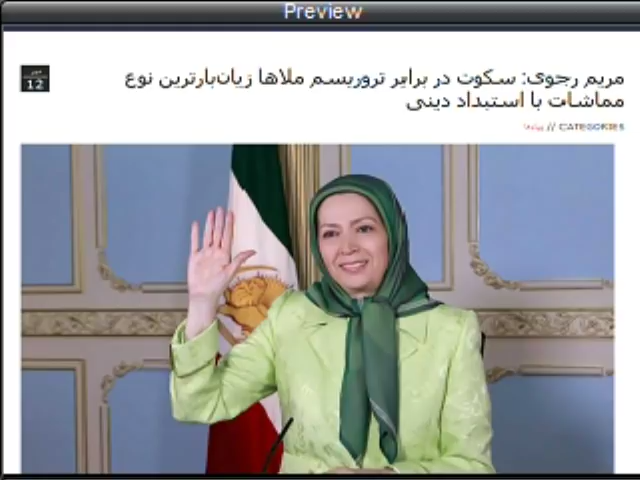 Preview
مریم رجوی: سکوت در برابر تروریسم ملاها زیان‌بارترین نوع
مماشات با استبداد دینی
12
CATEGORIES //